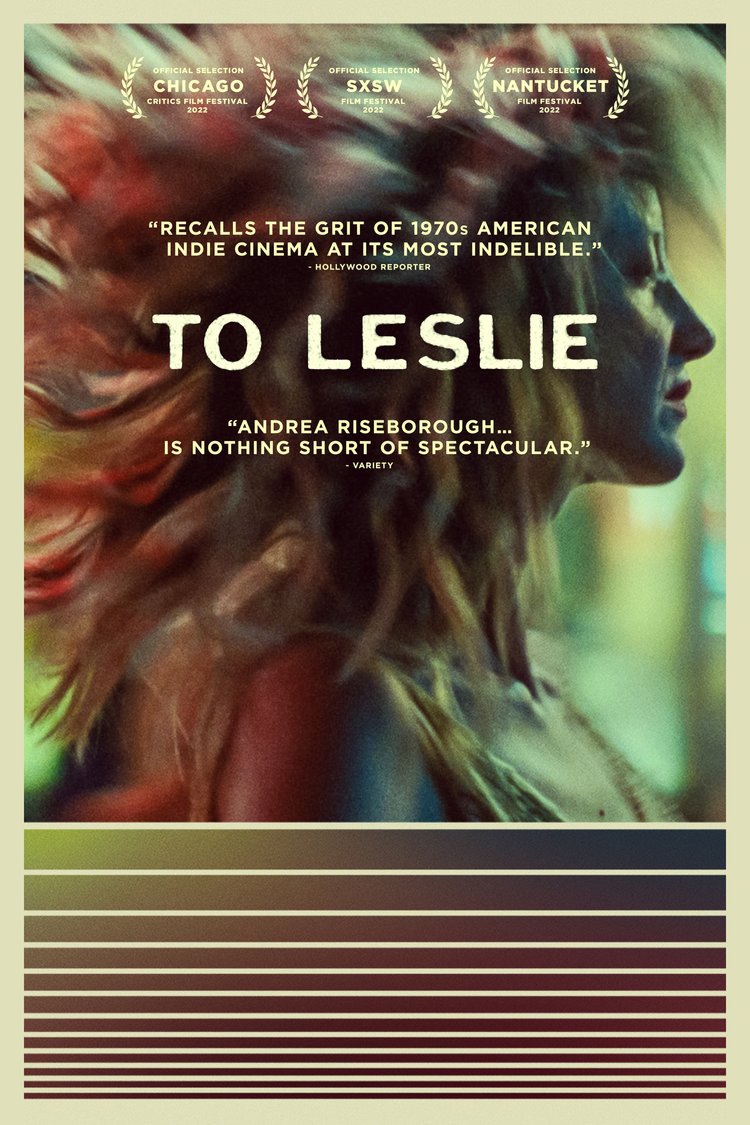 OFFICIAL SELECTION
CHICAGO
CRITICS FILM FESTIVAL
2022
OFFICIAL SELECTION
SXSW
FILM FESTIVAL
2022
OFFICIAL SELECTION
NANTUCKET
FILM FESTIVAL
2022
“RECALLS THE GRIT OF 1970s AMERICAN
INDIE CINEMA AT ITS MOST INDELIBLE.”
- HOLLYWOOD REPORTER
TO LESLIE
“ANDREA RISEBOROUGH...
IS NOTHING SHORT OF SPECTACULAR.”
- VARIETY